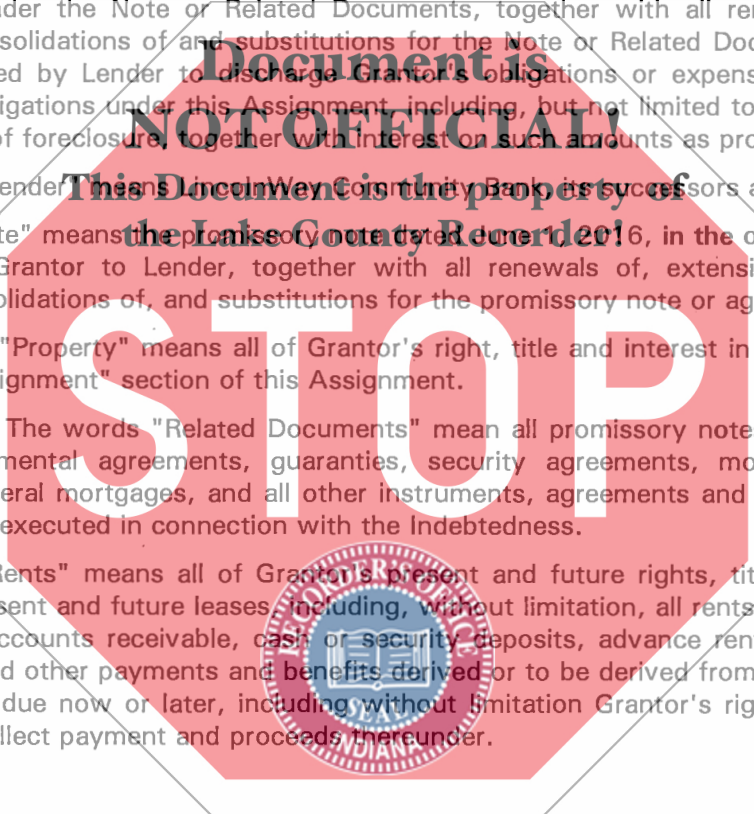 der the Note or Related Documents, together with all re
solidations of and substitutions for the Note or Related Doc
ed by Lender to discharge Grantor's obligations or expens
igations under this Assignment, including, but not limited to
of foreclosure, together with interest on such amounts as pro
Document is
NOT OFFICIAL!
This Document is the property of
the Lake County Recorder!
ender" means LincolnWay Community Bank, its successors a
te" means the promissory note dated June 1, 2016, in the o
Grantor to Lender, together with all renewals of, extensi
olidations of, and substitutions for the promissory note or ag
"Property" means all of Grantor's right, title and interest in
ignment" section of this Assignment.
STOP
The words "Related Documents" mean all promissory note
mental agreements, guaranties, security agreements, mo
eral mortgages, and all other instruments, agreements and
executed in connection with the Indebtedness.
Rents" means all of Grantor's present and future rights, tit
sent and future leases, including, without limitation, all rents
ccounts receivable, cash or security deposits, advance ren
d other payments and benefits derived or to be derived from
due now or later, including without limitation Grantor's rig
llect payment and proceeds thereunder.
RECORDER'S OFFICE
SEAL
INDIANA